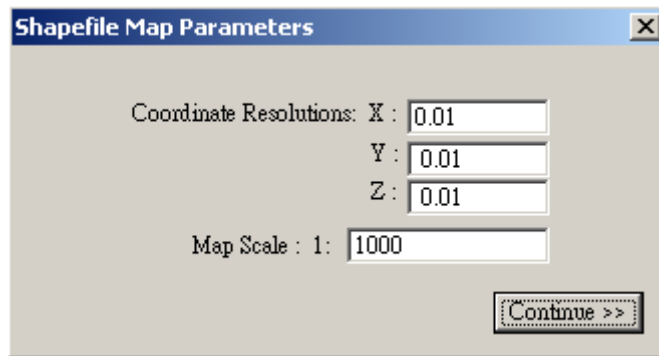 Shapefile Map Parameters
Coordinate Resolutions: X : 0.01
Y : 0.01
Z : 0.01
Map Scale : 1: 1000
Continue >>